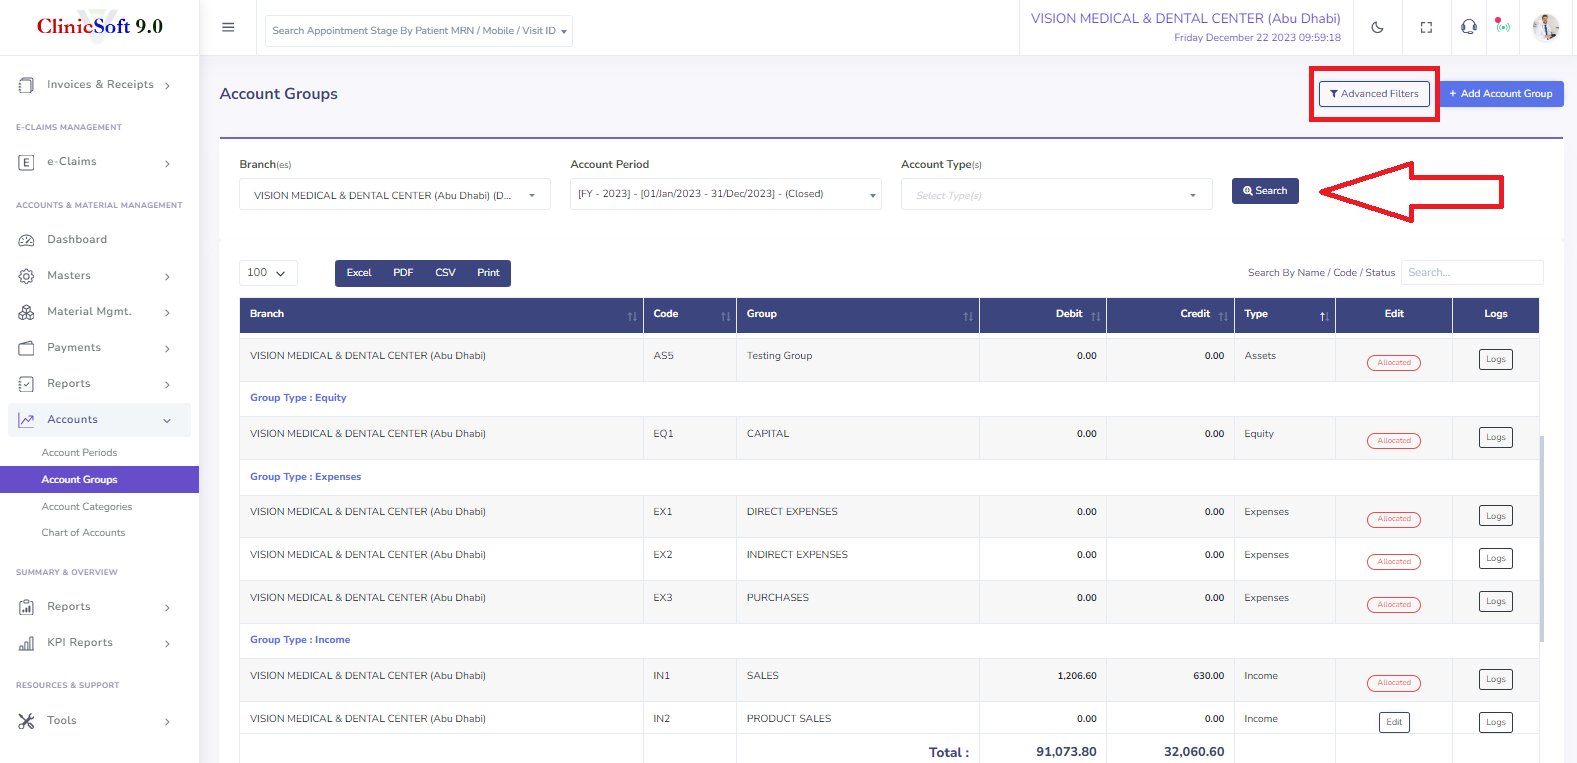 ClinicSoft 9.0
Search Appointment Stage By Patient MRN / Mobile / Visit ID
VISION MEDICAL & DENTAL CENTER (Abu Dhabi)
Friday December 22 2023 09:59:18
Invoices & Receipts
E-CLAIMS MANAGEMENT
E e-Claims
ACCOUNTS & MATERIAL MANAGEMENT
Dashboard
Masters
Material Mgmt.
Payments
Reports
Accounts
Account Periods
Account Groups
Account Categories
Chart of Accounts
SUMMARY & OVERVIEW
Reports
KPI Reports
RESOURCES & SUPPORT
Tools
Account Groups
Advanced Filters
+ Add Account Group
Branch(es) Account Period Account Type(s)
VISION MEDICAL & DENTAL CENTER (Abu Dhabi) (D... [FY - 2023] - [01/Jan/2023 - 31/Dec/2023] - (Closed) Select Type(s) Search
100 Excel PDF CSV Print Search By Name / Code / Status Search...
Branch Code Group Debit Credit Type Edit Logs
VISION MEDICAL & DENTAL CENTER (Abu Dhabi) AS5 Testing Group 0.00 0.00 Assets Allocated Logs
Group Type : Equity
VISION MEDICAL & DENTAL CENTER (Abu Dhabi) EQ1 CAPITAL 0.00 0.00 Equity Allocated Logs
Group Type : Expenses
VISION MEDICAL & DENTAL CENTER (Abu Dhabi) EX1 DIRECT EXPENSES 0.00 0.00 Expenses Allocated Logs
VISION MEDICAL & DENTAL CENTER (Abu Dhabi) EX2 INDIRECT EXPENSES 0.00 0.00 Expenses Allocated Logs
VISION MEDICAL & DENTAL CENTER (Abu Dhabi) EX3 PURCHASES 0.00 0.00 Expenses Allocated Logs
Group Type : Income
VISION MEDICAL & DENTAL CENTER (Abu Dhabi) IN1 SALES 1,206.60 630.00 Income Allocated Logs
VISION MEDICAL & DENTAL CENTER (Abu Dhabi) IN2 PRODUCT SALES 0.00 0.00 Income Edit Logs
Total : 91,073.80 32,060.60